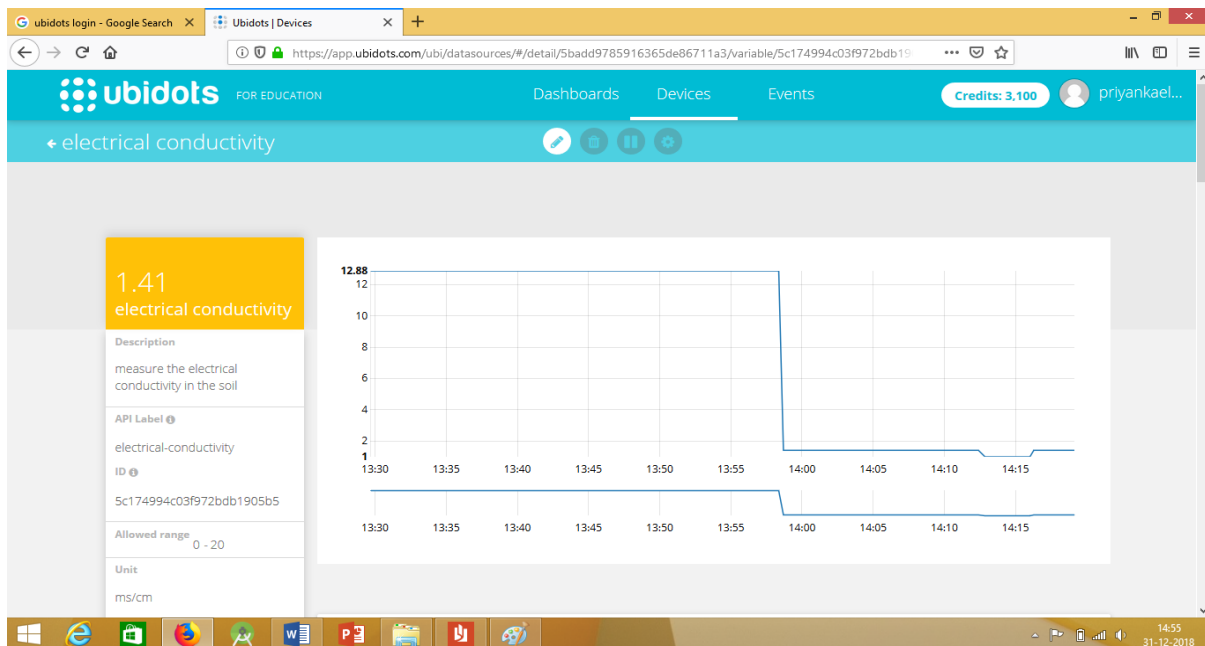 ubidots login - Google Search
Ubidots | Devices
https://app.ubidots.com/ubi/datasources/#/detail/5badd9785916365de86711a3/variable/5c174994c03f972bdb19
ubidots FOR EDUCATION
Dashboards Devices Events
Credits: 3,100
priyankael...
electrical conductivity
1.41
electrical conductivity
Description
measure the electrical
conductivity in the soil
API Label
electrical-conductivity
ID
5c174994c03f972bdb1905b5
Allowed range
0 - 20
Unit
ms/cm
12.88
12
10
8
6
4
2
1
13:30 13:35 13:40 13:45 13:50 13:55 14:00 14:05 14:10 14:15
13:30 13:35 13:40 13:45 13:50 13:55 14:00 14:05 14:10 14:15
14:55
31-12-2018